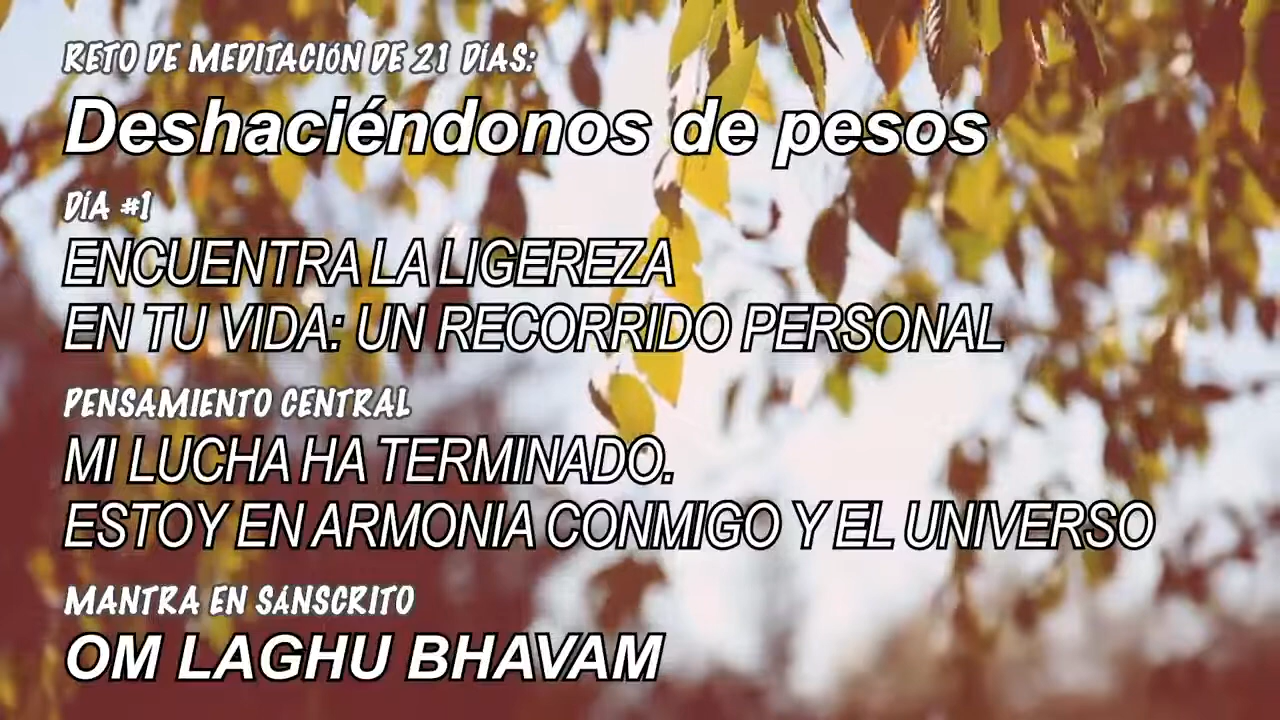 RETO DE MEDITACIÓN DE 21 DÍAS:
Deshaciéndonos de pesos
DÍA #1
ENCUENTRA LA LIGEREZA
EN TU VIDA: UN RECORRIDO PERSONAL
PENSAMIENTO CENTRAL
MI LUCHA HA TERMINADO.
ESTOY EN ARMONIA CONMIGO Y EL UNIVERSO
MANTRA EN SÁNSCRITO
OM LAGHU BHAVAM